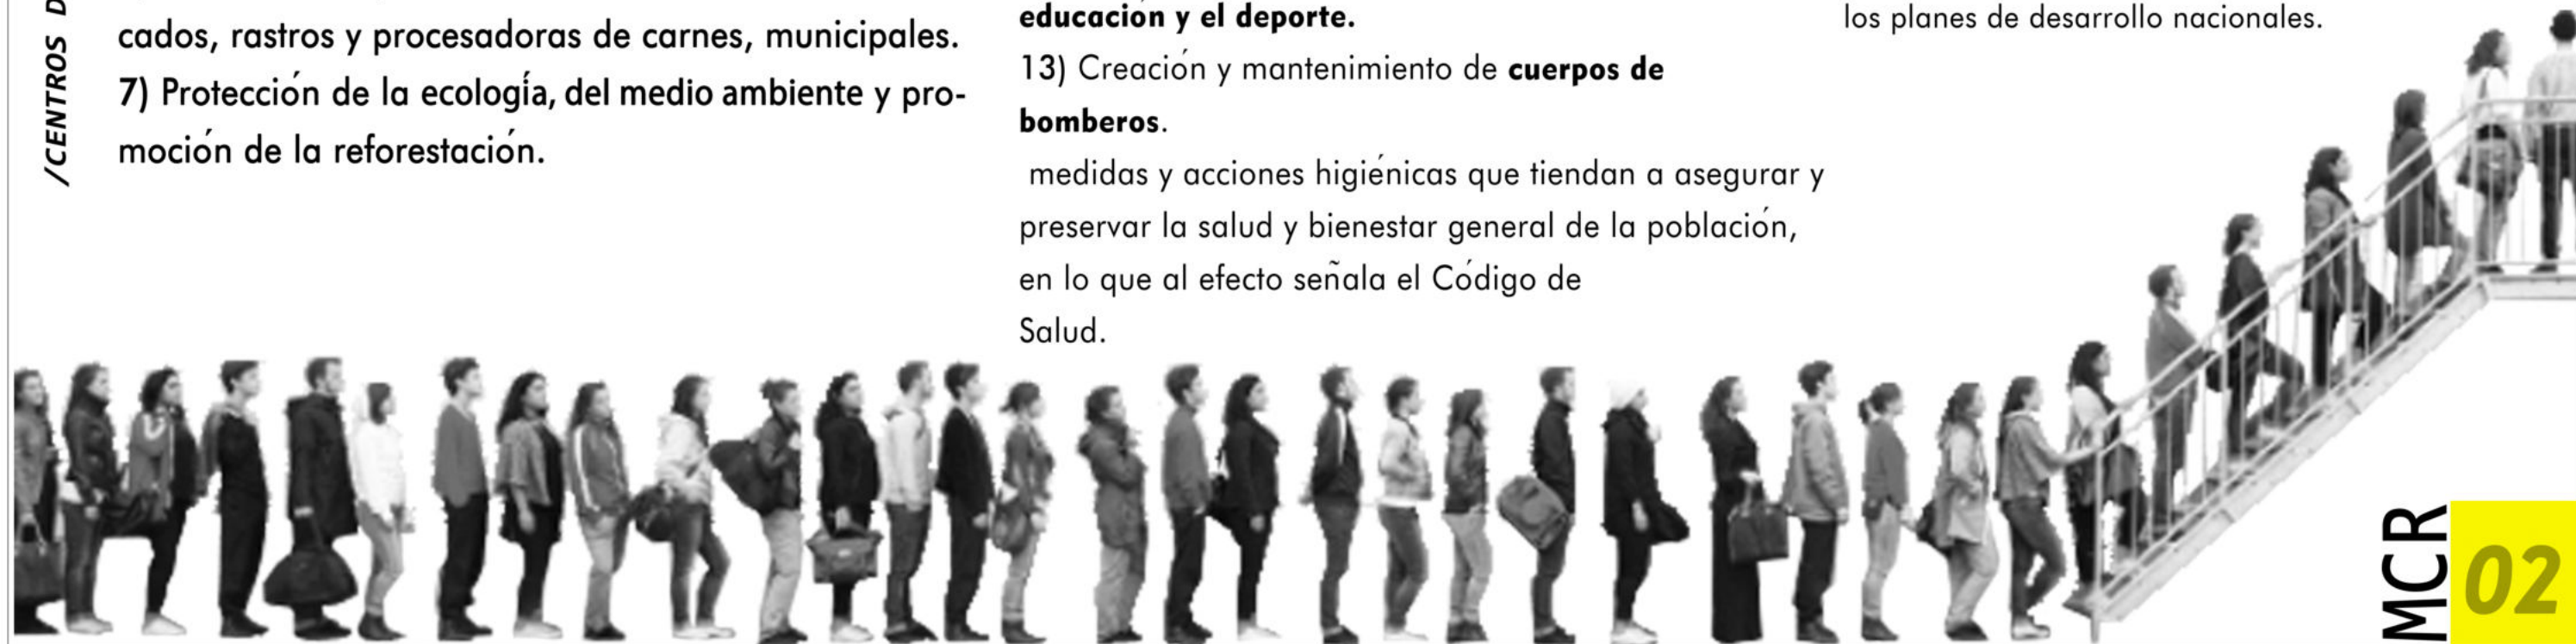 /CENTROS D
cados, rastros y procesadoras de carnes, municipales.
7) Protección de la ecología, del medio ambiente y pro-
moción de la reforestación.
educación y el deporte.
13) Creación y mantenimiento de cuerpos de
bomberos.
medidas y acciones higiénicas que tiendan a asegurar y
preservar la salud y bienestar general de la población,
en lo que al efecto señala el Código de
Salud.
los planes de desarrollo nacionales.
MCR
02